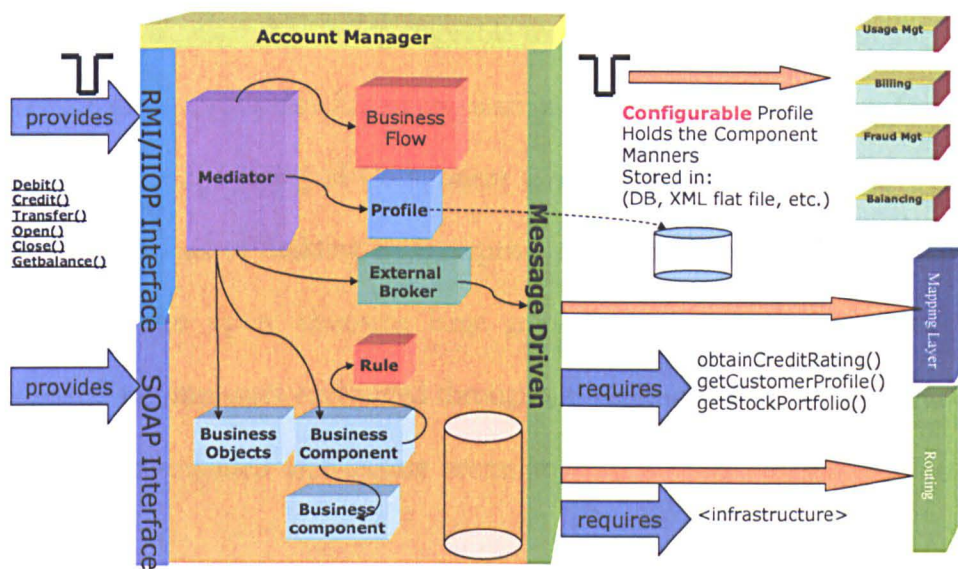 Account Manager
provides
RMI/IIOP Interface
Debit()
Credit()
Transfer()
Open()
Close()
Getbalance()
provides
SOAP Interface
Mediator
Business
Flow
Profile
External
Broker
Rule
Business
Objects
Business
Component
Business
component
Message Driven
Configurable Profile
Holds the Component
Manners
Stored in:
(DB, XML flat file, etc.)
Usage Mgt
Billing
Fraud Mgt
Balancing
Mapping Layer
requires
obtainCreditRating()
getCustomerProfile()
getStockPortfolio()
Routing
requires
<infrastructure>